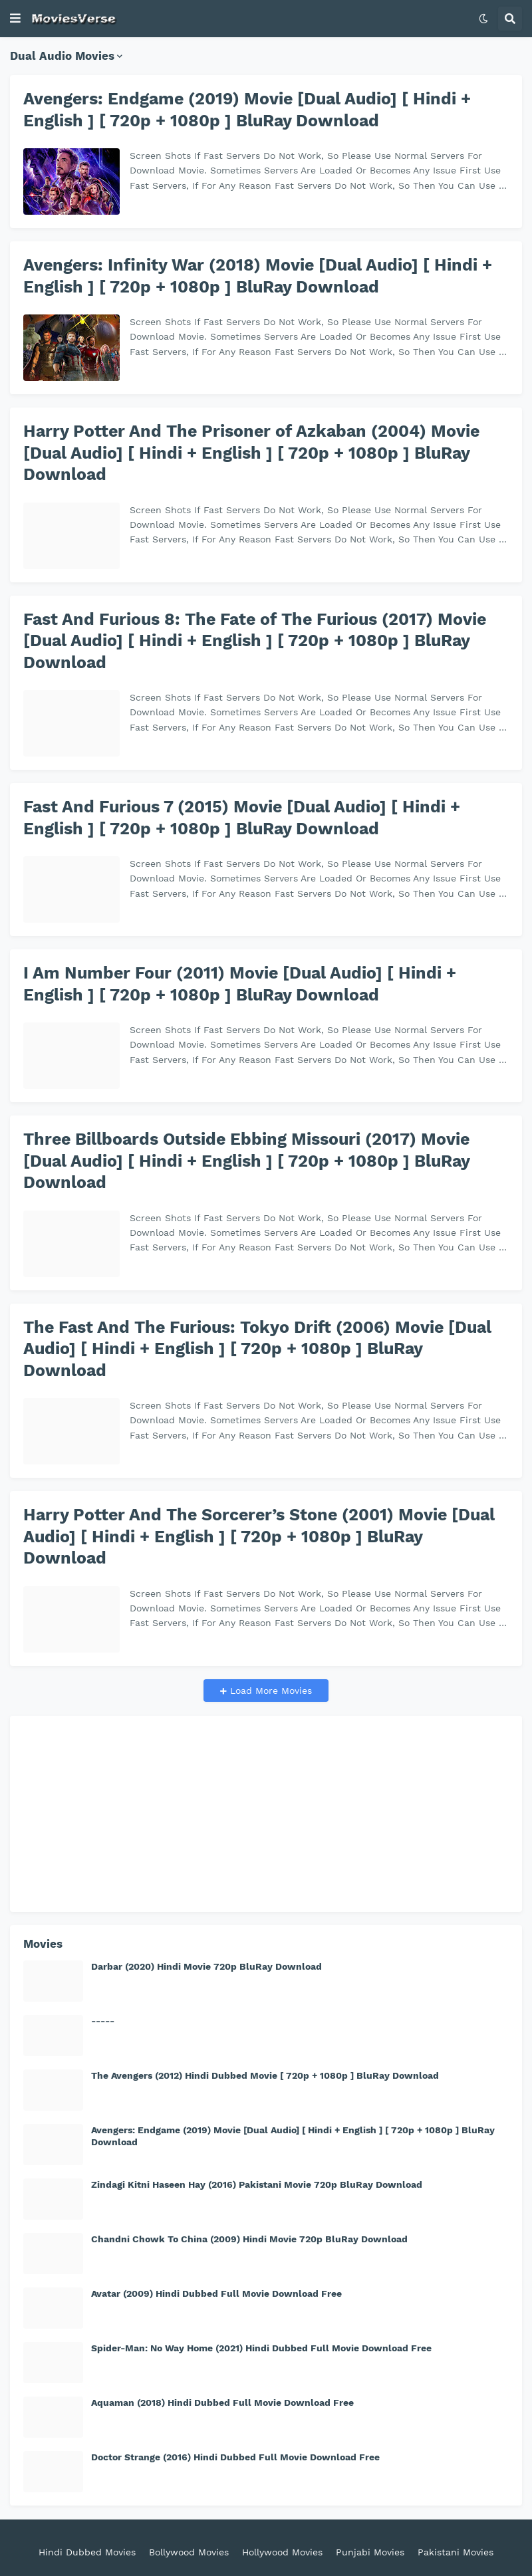 MoviesVerse
Dual Audio Movies
Avengers: Endgame (2019) Movie [Dual Audio] [ Hindi +
English ] [ 720p + 1080p ] BluRay Download
Screen Shots If Fast Servers Do Not Work, So Please Use Normal Servers For
Download Movie. Sometimes Servers Are Loaded Or Becomes Any Issue First Use
Fast Servers, If For Any Reason Fast Servers Do Not Work, So Then You Can Use ...
Avengers: Infinity War (2018) Movie [Dual Audio] [ Hindi +
English ] [ 720p + 1080p ] BluRay Download
Screen Shots If Fast Servers Do Not Work, So Please Use Normal Servers For
Download Movie. Sometimes Servers Are Loaded Or Becomes Any Issue First Use
Fast Servers, If For Any Reason Fast Servers Do Not Work, So Then You Can Use ...
Harry Potter And The Prisoner of Azkaban (2004) Movie
[Dual Audio] [ Hindi + English ] [ 720p + 1080p ] BluRay
Download
Screen Shots If Fast Servers Do Not Work, So Please Use Normal Servers For
Download Movie. Sometimes Servers Are Loaded Or Becomes Any Issue First Use
Fast Servers, If For Any Reason Fast Servers Do Not Work, So Then You Can Use ...
Fast And Furious 8: The Fate of The Furious (2017) Movie
[Dual Audio] [ Hindi + English ] [ 720p + 1080p ] BluRay
Download
Screen Shots If Fast Servers Do Not Work, So Please Use Normal Servers For
Download Movie. Sometimes Servers Are Loaded Or Becomes Any Issue First Use
Fast Servers, If For Any Reason Fast Servers Do Not Work, So Then You Can Use ...
Fast And Furious 7 (2015) Movie [Dual Audio] [ Hindi +
English ] [ 720p + 1080p ] BluRay Download
Screen Shots If Fast Servers Do Not Work, So Please Use Normal Servers For
Download Movie. Sometimes Servers Are Loaded Or Becomes Any Issue First Use
Fast Servers, If For Any Reason Fast Servers Do Not Work, So Then You Can Use ...
I Am Number Four (2011) Movie [Dual Audio] [ Hindi +
English ] [ 720p + 1080p ] BluRay Download
Screen Shots If Fast Servers Do Not Work, So Please Use Normal Servers For
Download Movie. Sometimes Servers Are Loaded Or Becomes Any Issue First Use
Fast Servers, If For Any Reason Fast Servers Do Not Work, So Then You Can Use ...
Three Billboards Outside Ebbing Missouri (2017) Movie
[Dual Audio] [ Hindi + English ] [ 720p + 1080p ] BluRay
Download
Screen Shots If Fast Servers Do Not Work, So Please Use Normal Servers For
Download Movie. Sometimes Servers Are Loaded Or Becomes Any Issue First Use
Fast Servers, If For Any Reason Fast Servers Do Not Work, So Then You Can Use ...
The Fast And The Furious: Tokyo Drift (2006) Movie [Dual
Audio] [ Hindi + English ] [ 720p + 1080p ] BluRay
Download
Screen Shots If Fast Servers Do Not Work, So Please Use Normal Servers For
Download Movie. Sometimes Servers Are Loaded Or Becomes Any Issue First Use
Fast Servers, If For Any Reason Fast Servers Do Not Work, So Then You Can Use ...
Harry Potter And The Sorcerer’s Stone (2001) Movie [Dual
Audio] [ Hindi + English ] [ 720p + 1080p ] BluRay
Download
Screen Shots If Fast Servers Do Not Work, So Please Use Normal Servers For
Download Movie. Sometimes Servers Are Loaded Or Becomes Any Issue First Use
Fast Servers, If For Any Reason Fast Servers Do Not Work, So Then You Can Use ...
+ Load More Movies
Movies
Darbar (2020) Hindi Movie 720p BluRay Download
-----
The Avengers (2012) Hindi Dubbed Movie [ 720p + 1080p ] BluRay Download
Avengers: Endgame (2019) Movie [Dual Audio] [ Hindi + English ] [ 720p + 1080p ] BluRay
Download
Zindagi Kitni Haseen Hay (2016) Pakistani Movie 720p BluRay Download
Chandni Chowk To China (2009) Hindi Movie 720p BluRay Download
Avatar (2009) Hindi Dubbed Full Movie Download Free
Spider-Man: No Way Home (2021) Hindi Dubbed Full Movie Download Free
Aquaman (2018) Hindi Dubbed Full Movie Download Free
Doctor Strange (2016) Hindi Dubbed Full Movie Download Free
Hindi Dubbed Movies Bollywood Movies Hollywood Movies Punjabi Movies Pakistani Movies